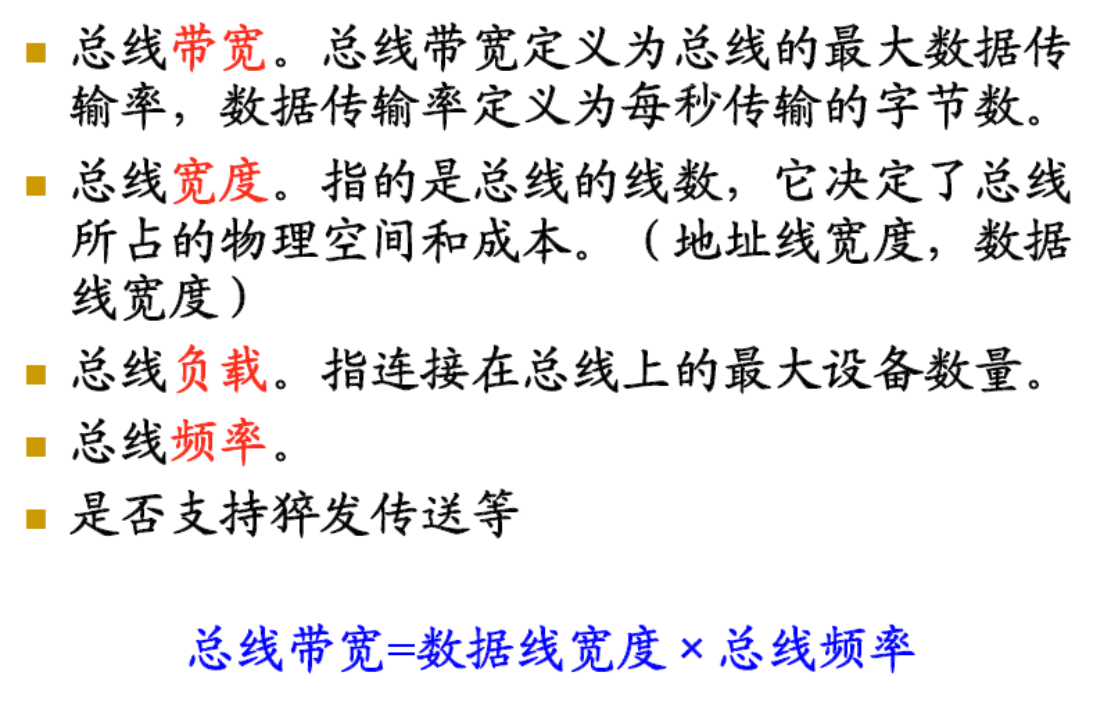 总线带宽。总线带宽定义为总线的最大数据传
输率，数据传输率定义为每秒传输的字节数。
总线宽度。指的是总线的线数，它决定了总线
所占的物理空间和成本。（地址线宽度，数据
线宽度）
总线负载。指连接在总线上的最大设备数量。
总线频率。
是否支持猝发传送等
总线带宽=数据线宽度×总线频率